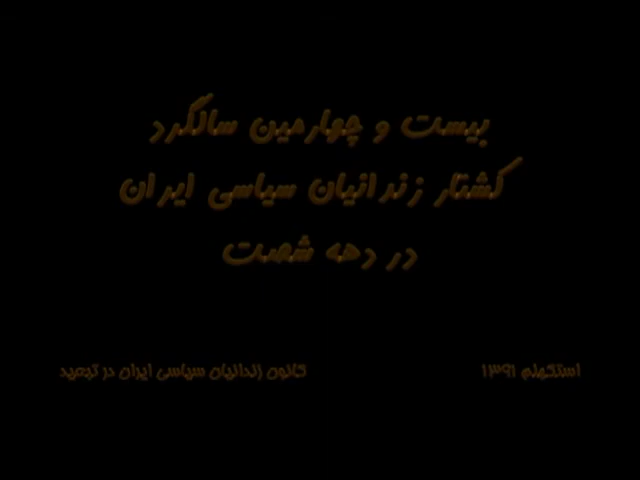 بیست و چهارمین سالگرد
کشتار زندانیان سیاسی ایران
در دهه شصت
استکهلم ۱۳۹۱
کانون زندانیان سیاسی ایران در تبعید